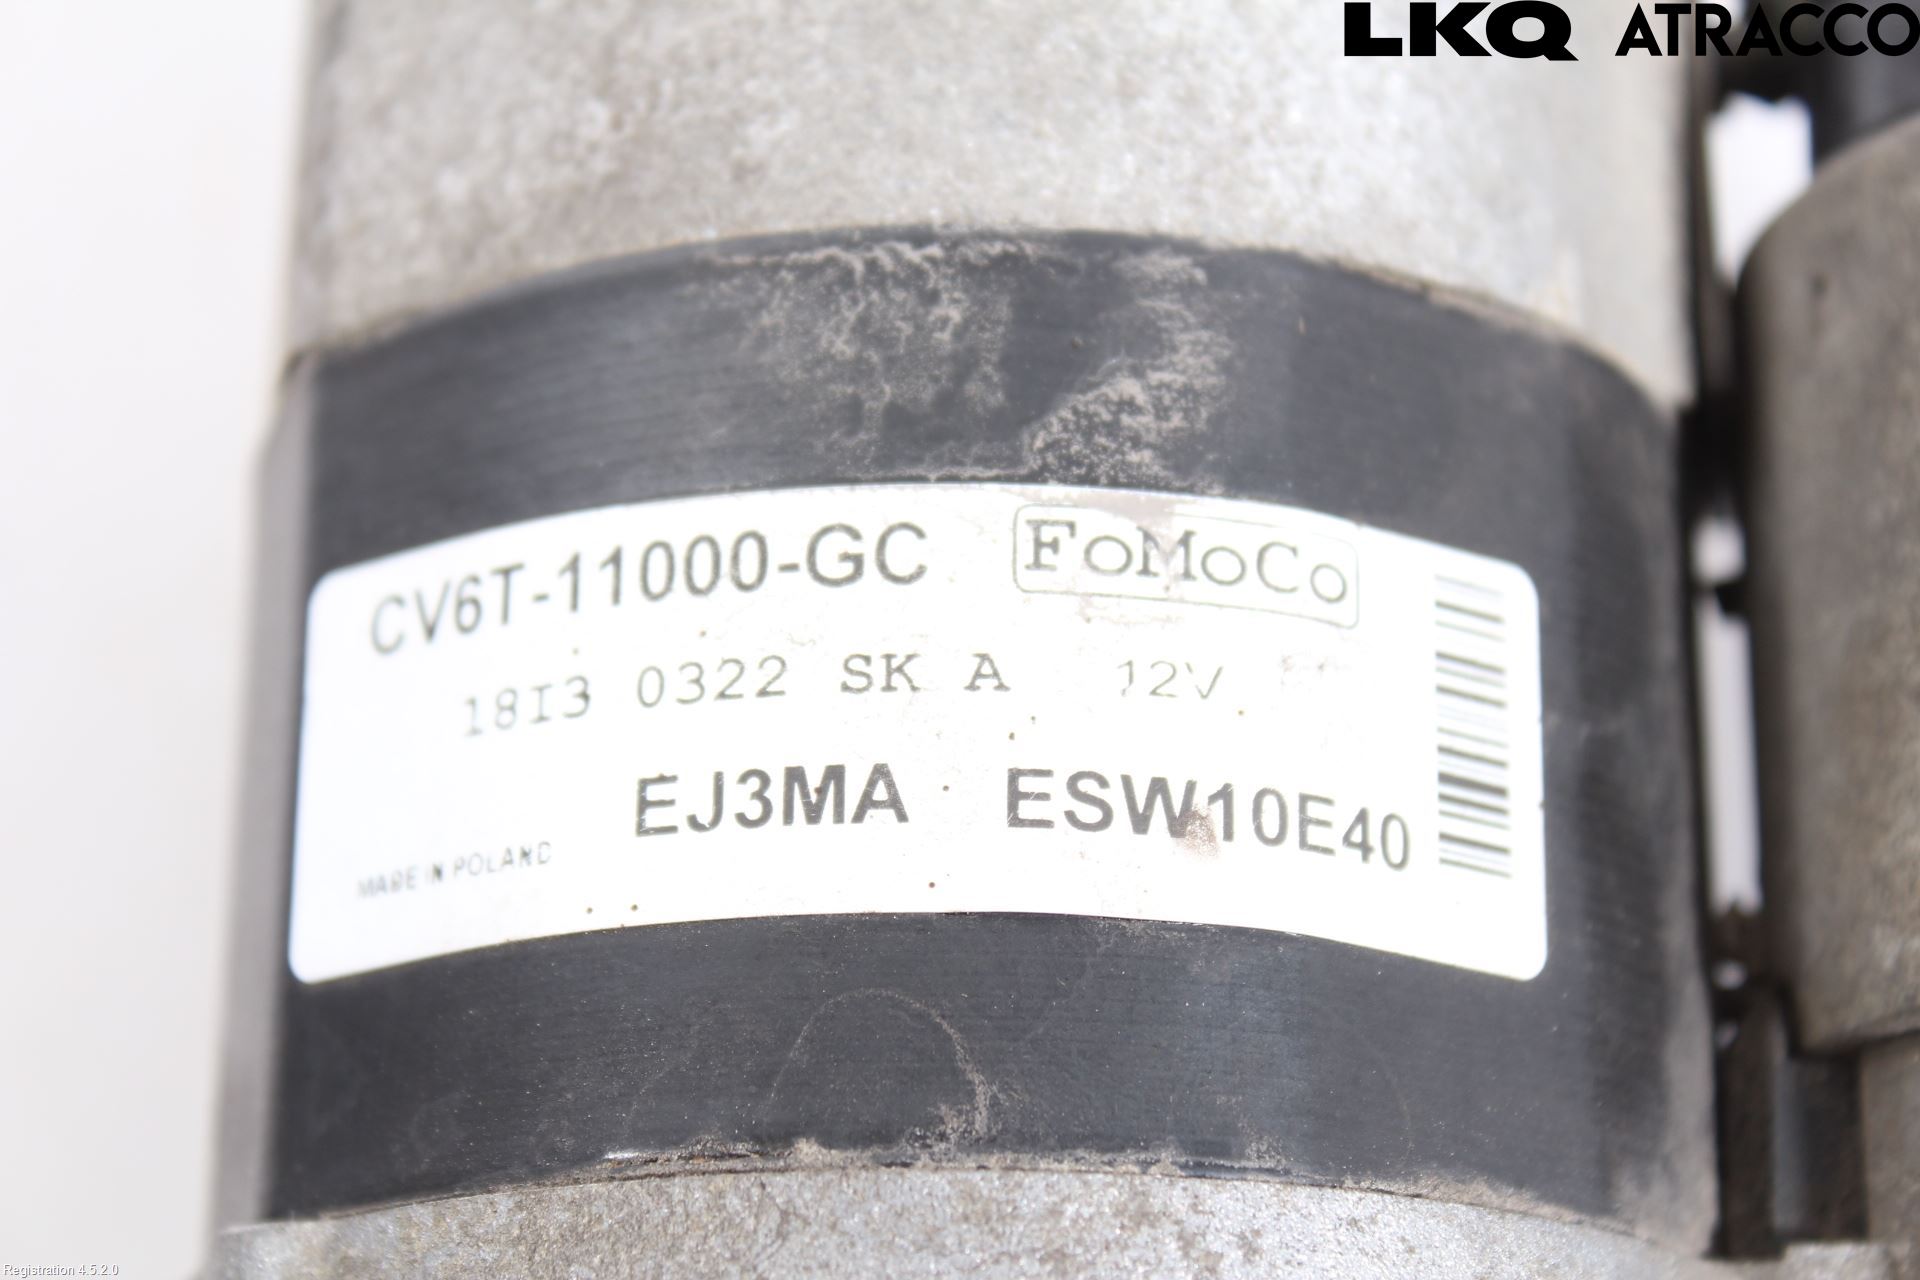 LKQ ATRACCO
CV6T-11000-GC FoMoCo
18I3 0322 SK A 12V
EJ3MA ESW10E40
MADE IN POLAND
Registration 4.5.2.0